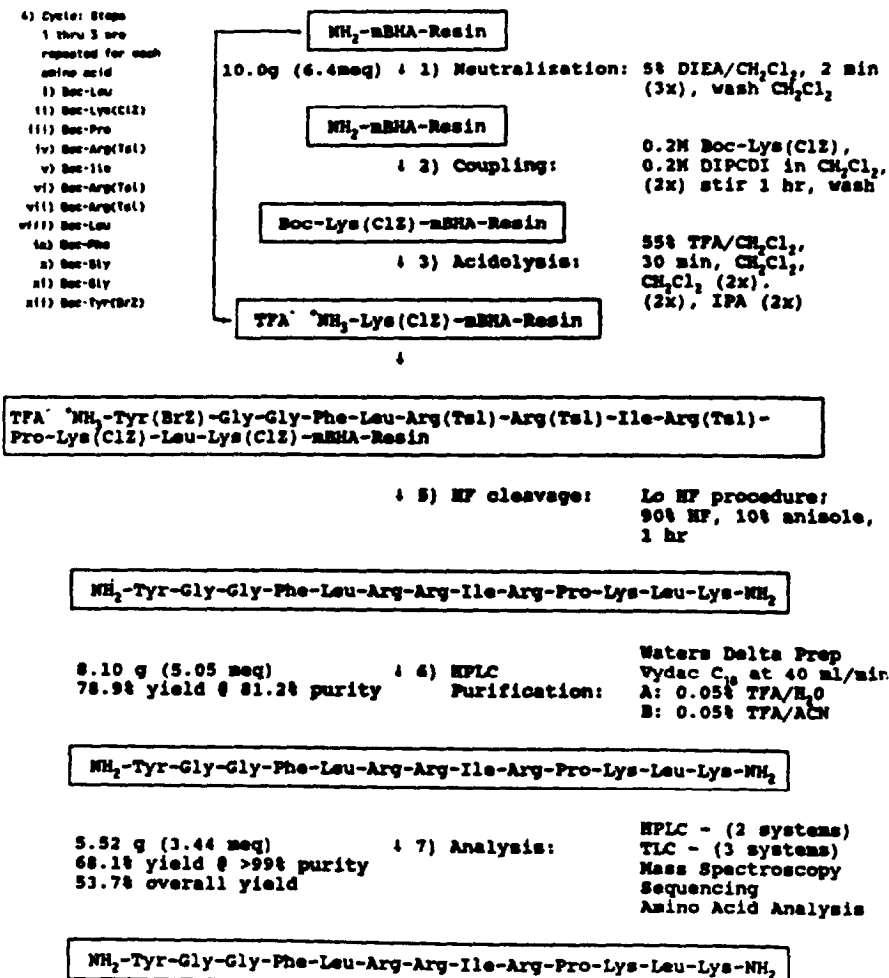 4) Cycle: Steps
1 thru 3 are
repeated for each
amino acid
i) Boc-Leu
ii) Boc-Lys(ClZ)
iii) Boc-Pro
iv) Boc-Arg(Tsl)
v) Boc-Ile
vi) Boc-Arg(Tsl)
vii) Boc-Arg(Tsl)
viii) Boc-Leu
ix) Boc-Phe
x) Boc-Gly
xi) Boc-Gly
xii) Boc-Tyr(BrZ)
NH2-mBHA-Resin
10.0g (6.4meq) ↓ 1) Neutralization: 5% DIEA/CH2Cl2, 2 min
(3x), wash CH2Cl2
NH2-mBHA-Resin
↓ 2) Coupling: 0.2M Boc-Lys(ClZ),
0.2M DIPCDI in CH2Cl2,
(2x) stir 1 hr, wash
Boc-Lys(ClZ)-mBHA-Resin
↓ 3) Acidolysis: 55% TFA/CH2Cl2,
30 min, CH2Cl2,
CH2Cl2 (2x).
(2x), IPA (2x)
TFA- +NH3-Lys(ClZ)-mBHA-Resin
↓
TFA- +NH3-Tyr(BrZ)-Gly-Gly-Phe-Leu-Arg(Tsl)-Arg(Tsl)-Ile-Arg(Tsl)-
Pro-Lys(ClZ)-Leu-Lys(ClZ)-mBHA-Resin
↓ 5) HF cleavage: Lo HF procedure;
90% HF, 10% anisole,
1 hr
NH2-Tyr-Gly-Gly-Phe-Leu-Arg-Arg-Ile-Arg-Pro-Lys-Leu-Lys-NH2
8.10 g (5.05 meq) ↓ 6) HPLC Waters Delta Prep
78.9% yield @ 81.2% purity Purification: Vydac C18 at 40 ml/min
A: 0.05% TFA/H2O
B: 0.05% TFA/ACN
NH2-Tyr-Gly-Gly-Phe-Leu-Arg-Arg-Ile-Arg-Pro-Lys-Leu-Lys-NH2
5.52 g (3.44 meq) ↓ 7) Analysis: HPLC - (2 systems)
68.1% yield @ >99% purity TLC - (3 systems)
53.7% overall yield Mass Spectroscopy
Sequencing
Amino Acid Analysis
NH2-Tyr-Gly-Gly-Phe-Leu-Arg-Arg-Ile-Arg-Pro-Lys-Leu-Lys-NH2